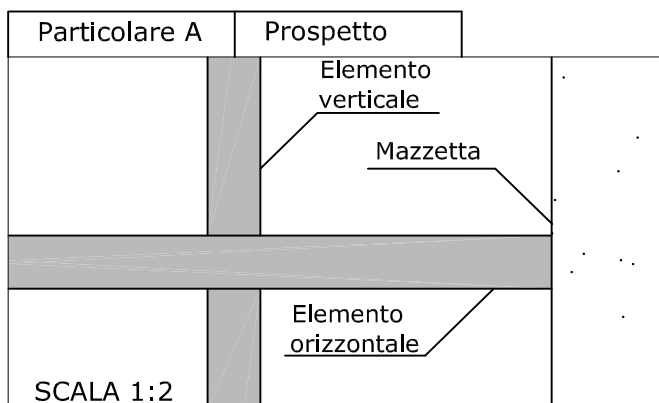 Particolare A
Prospetto
Elemento
verticale
Mazzetta
Elemento
orizzontale
SCALA 1:2